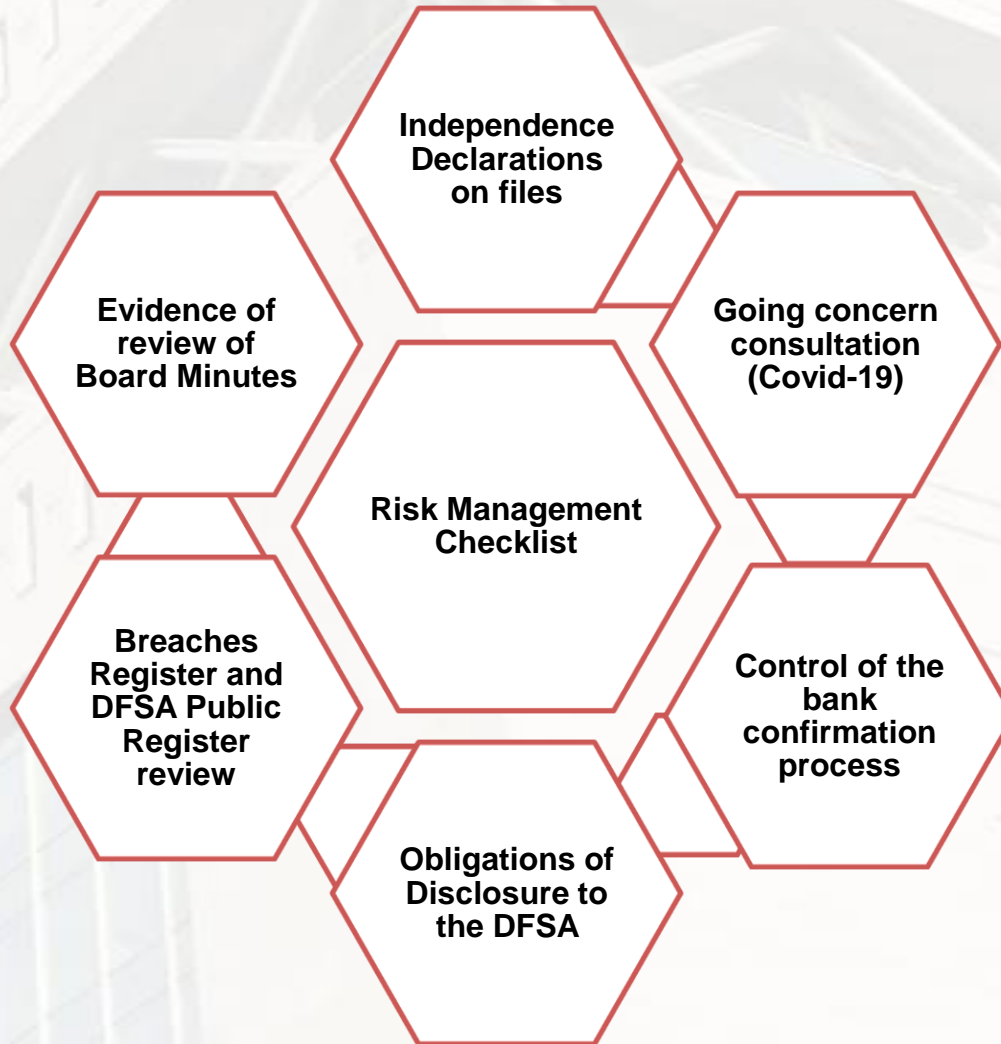 Independence
Declarations
on files
Going concern
consultation
(Covid-19)
Control of the
bank
confirmation
process
Obligations of
Disclosure to
the DFSA
Breaches
Register and
DFSA Public
Register
review
Evidence of
review of
Board Minutes
Risk Management
Checklist